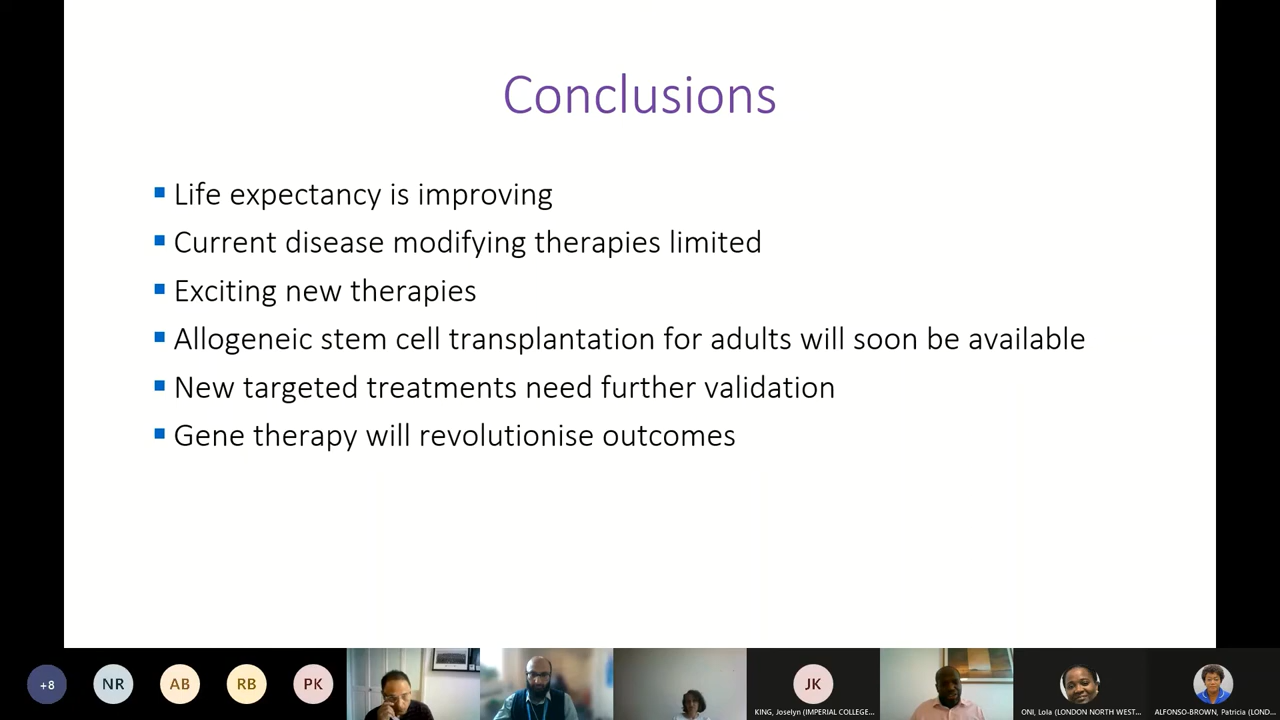 Conclusions
Life expectancy is improving
Current disease modifying therapies limited
Exciting new therapies
Allogeneic stem cell transplantation for adults will soon be available
New targeted treatments need further validation
Gene therapy will revolutionise outcomes
+8
NR
AB
RB
PK
JK
KING, Joselyn (IMPERIAL COLLEGE...
ONI, Lola (LONDON NORTH WEST...
ALFONSO-BROWN, Patricia (LOND...